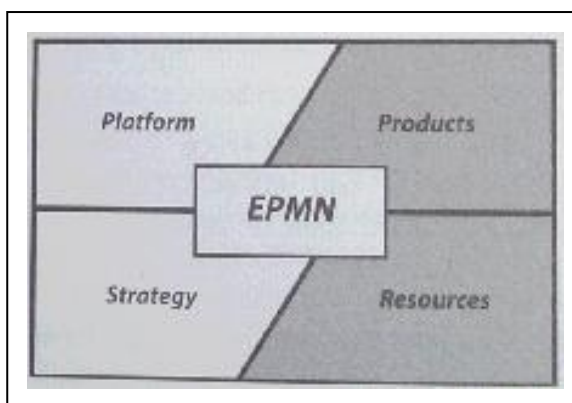 Platform
Products
EPMN
Strategy
Resources